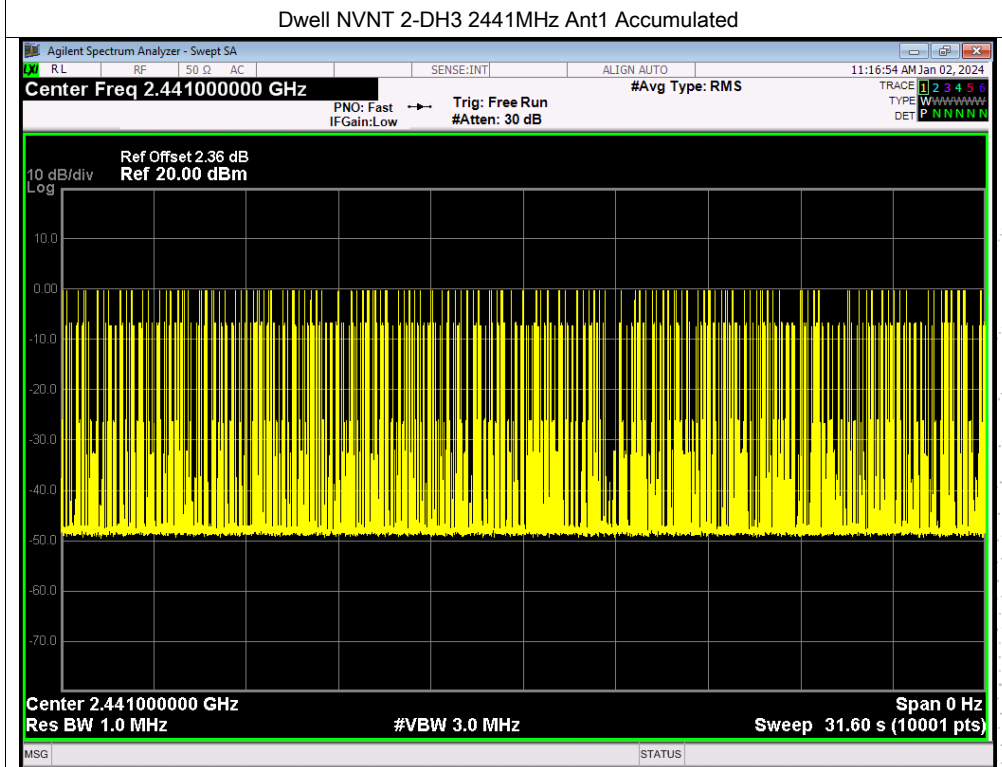 Dwell NVNT 2-DH3 2441MHz Ant1 Accumulated
Agilent Spectrum Analyzer - Swept SA
LXI RL RF 50 Ω AC SENSE:INT ALIGN AUTO 11:16:54 AM Jan 02, 2024
Center Freq 2.441000000 GHz #Avg Type: RMS TRACE 1 2 3 4 5 6
PNO: Fast Trig: Free Run TYPE WWWWWW
IFGain:Low #Atten: 30 dB DET P N N N N N
Ref Offset 2.36 dB
10 dB/div Ref 20.00 dBm
Log
10.0
0.00
-10.0
-20.0
-30.0
-40.0
-50.0
-60.0
-70.0
Center 2.441000000 GHz Span 0 Hz
Res BW 1.0 MHz #VBW 3.0 MHz Sweep 31.60 s (10001 pts)
MSG STATUS